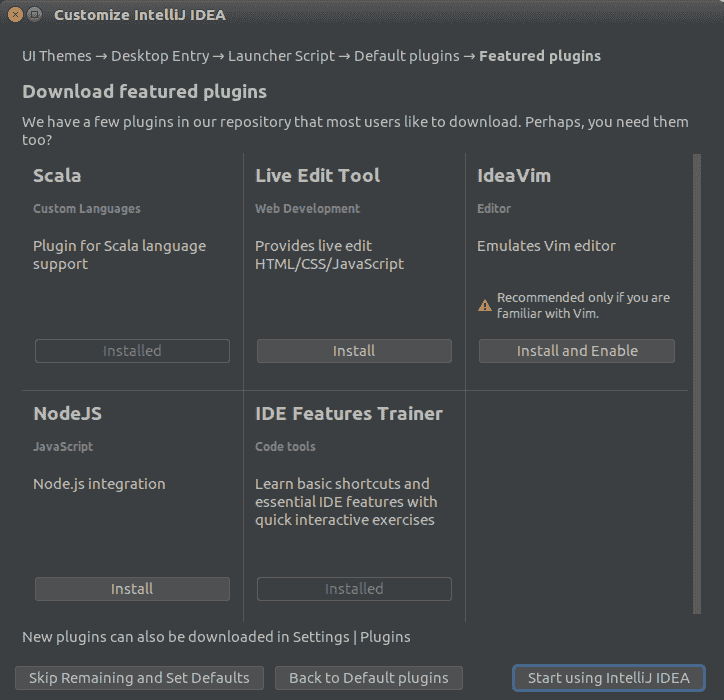 Customize IntelliJ IDEA
UI Themes → Desktop Entry → Launcher Script → Default plugins → Featured plugins
Download featured plugins
We have a few plugins in our repository that most users like to download. Perhaps, you need them
too?
Scala
Custom Languages
Plugin for Scala language
support
Installed
Live Edit Tool
Web Development
Provides live edit
HTML/CSS/JavaScript
Install
IdeaVim
Editor
Emulates Vim editor
Recommended only if you are
familiar with Vim.
Install and Enable
NodeJS
JavaScript
Node.js integration
Install
IDE Features Trainer
Code tools
Learn basic shortcuts and
essential IDE features with
quick interactive exercises
Installed
New plugins can also be downloaded in Settings | Plugins
Skip Remaining and Set Defaults
Back to Default plugins
Start using IntelliJ IDEA